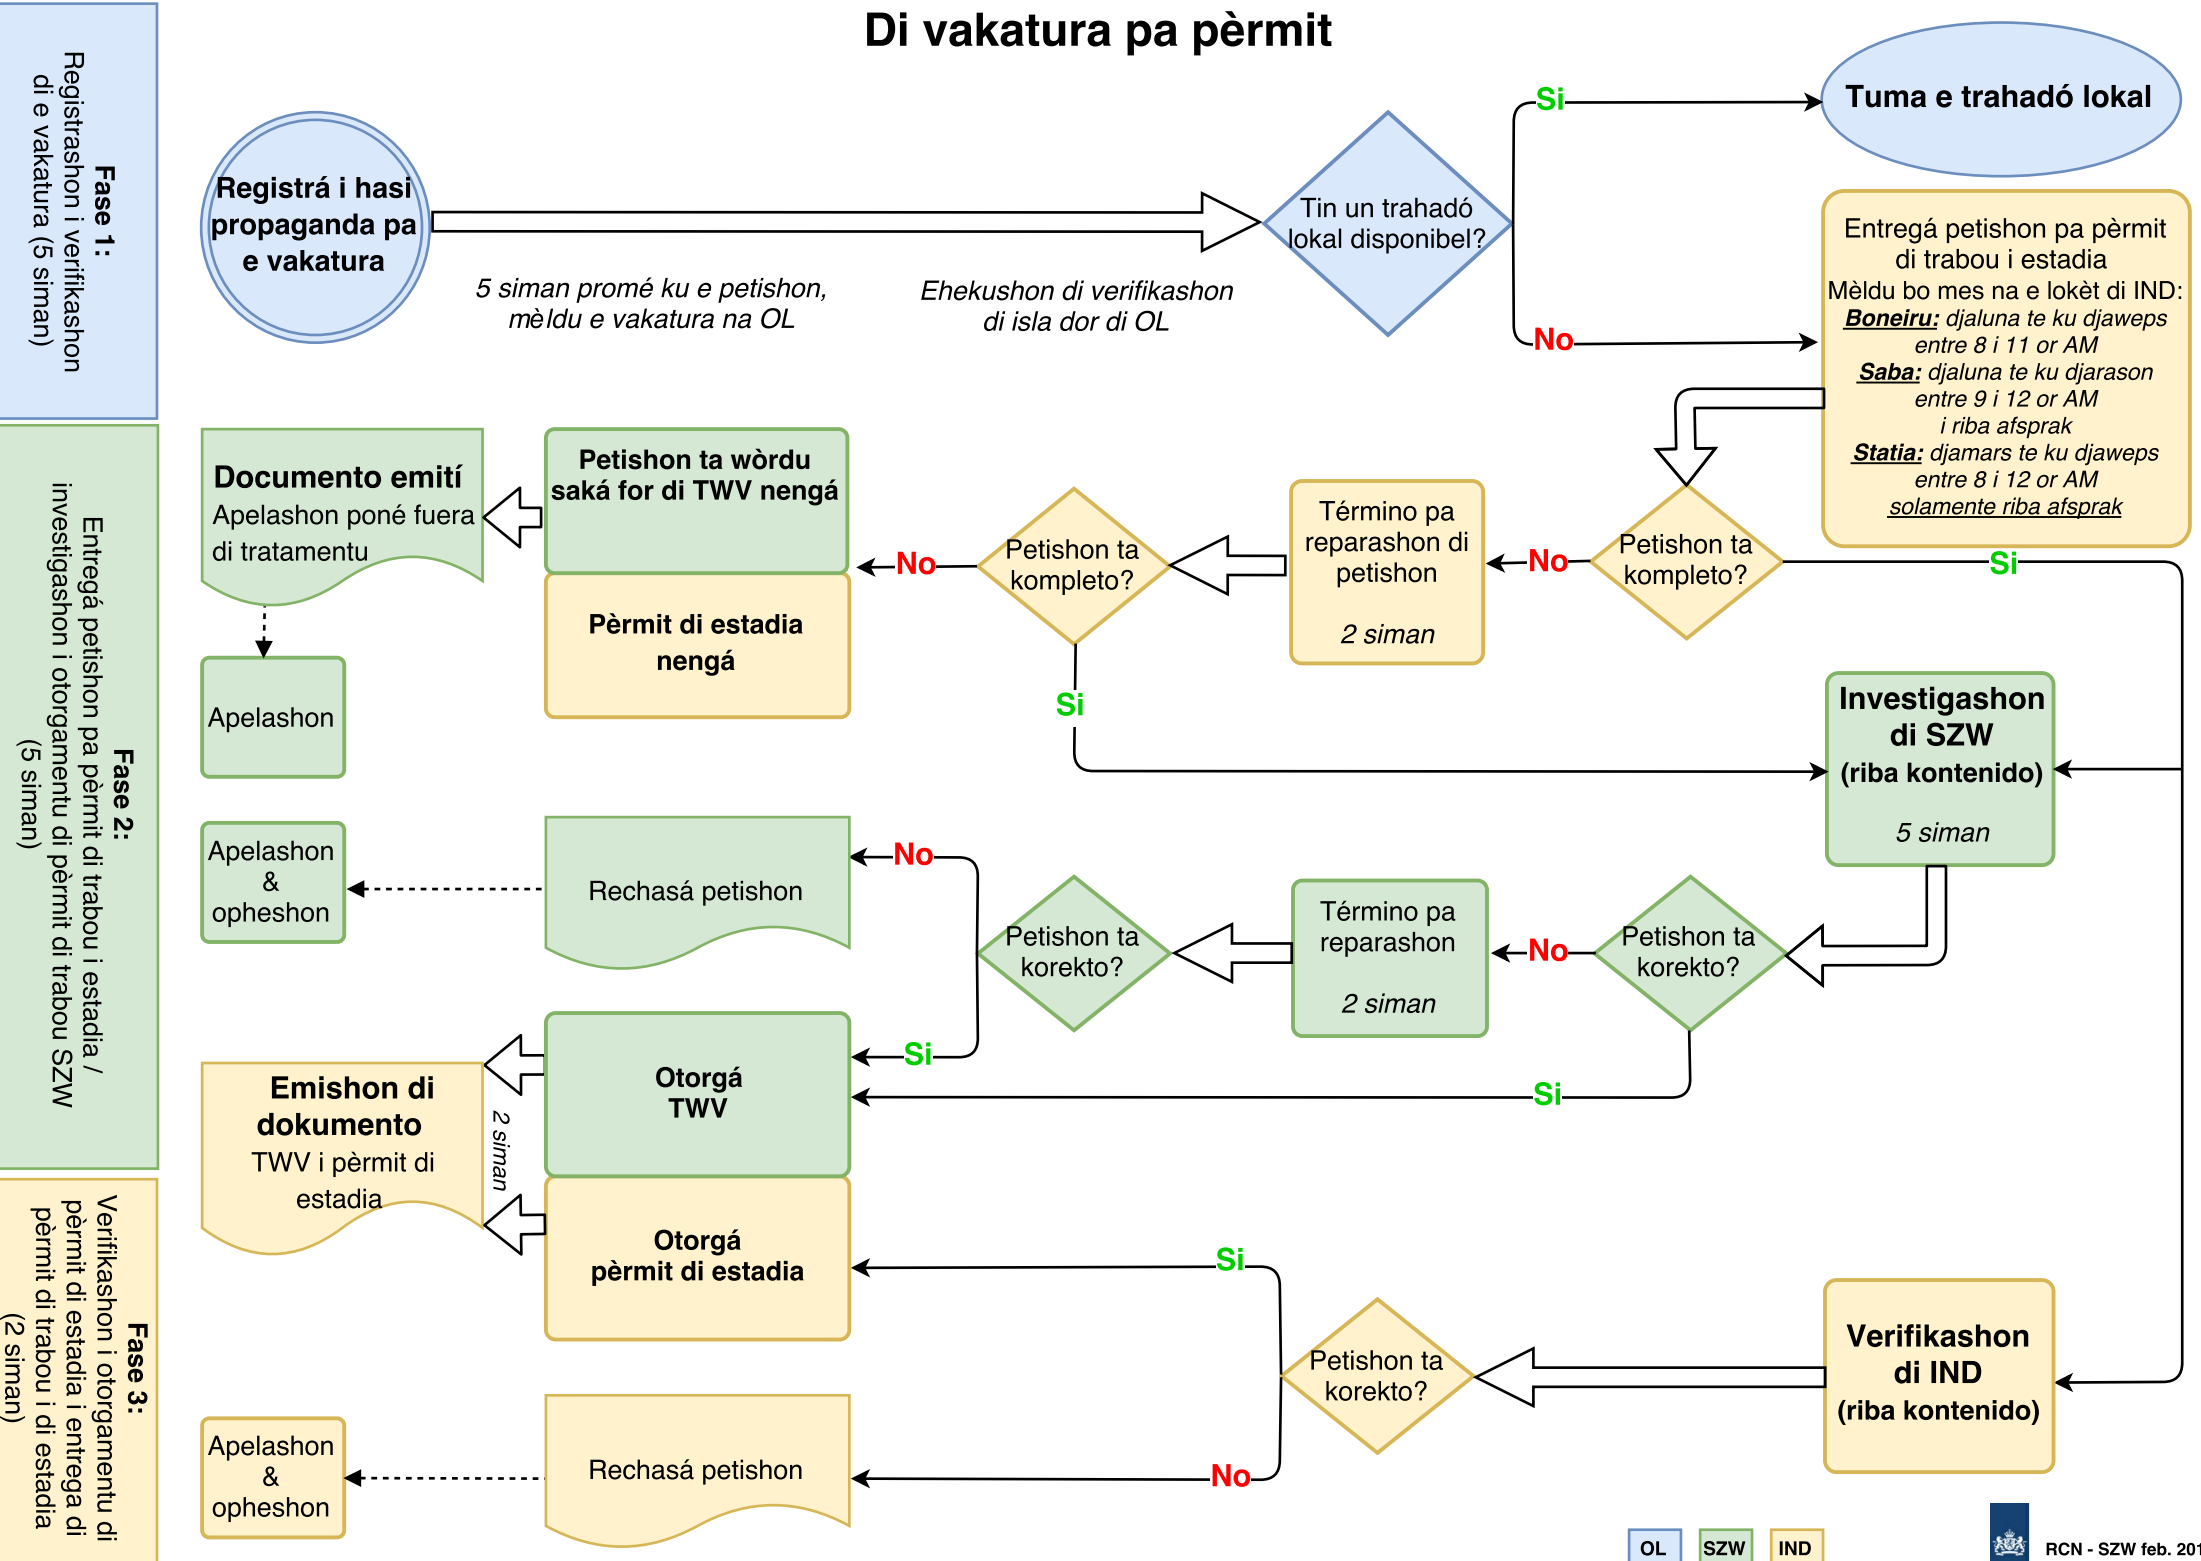 Di vakatura pa pèrmit
Fase 1:
Registrashon i verifikashon
di e vakatura (5 siman)
Registrá i hasi
propaganda pa
e vakatura
5 siman promé ku e petishon,
mèldu e vakatura na OL
Ehekushon di verifikashon
di isla dor di OL
Tin un trahadó
lokal disponibel?
Si
Tuma e trahadó lokal
No
Entregá petishon pa pèrmit
di trabou i estadia
Mèldu bo mes na e lokèt di IND:
Boneiru: djaluna te ku djaweps
entre 8 i 11 or AM
Saba: djaluna te ku djarason
entre 9 i 12 or AM
i riba afsprak
Statia: djamars te ku djaweps
entre 8 i 12 or AM
solamente riba afsprak
Fase 2:
Entregá petishon pa pèrmit di trabou i estadia /
investigashon i otorgamentu di pèrmit di trabou SZW
(5 siman)
Documento emití
Apelashon poné fuera
di tratamentu
Petishon ta wòrdu
saká for di TWV nengá
Pèrmit di estadia
nengá
No
Petishon ta
kompleto?
Término pa
reparashon di
petishon
2 siman
No
Petishon ta
kompleto?
Si
Apelashon
Si
Investigashon
di SZW
(riba kontenido)
5 siman
Apelashon
&
opheshon
Rechasá petishon
No
Petishon ta
korekto?
Término pa
reparashon
2 siman
No
Petishon ta
korekto?
Si
Si
Otorgá
TWV
Emishon di
dokumento
TWV i pèrmit di
estadia
2 siman
Otorgá
pèrmit di estadia
Fase 3:
Verifikashon i otorgamentu di
pèrmit di estadia i entrega di
pèrmit di trabou i di estadia
(2 siman)
Si
Petishon ta
korekto?
Verifikashon
di IND
(riba kontenido)
No
Rechasá petishon
Apelashon
&
opheshon
OL SZW IND
RCN - SZW feb. 201